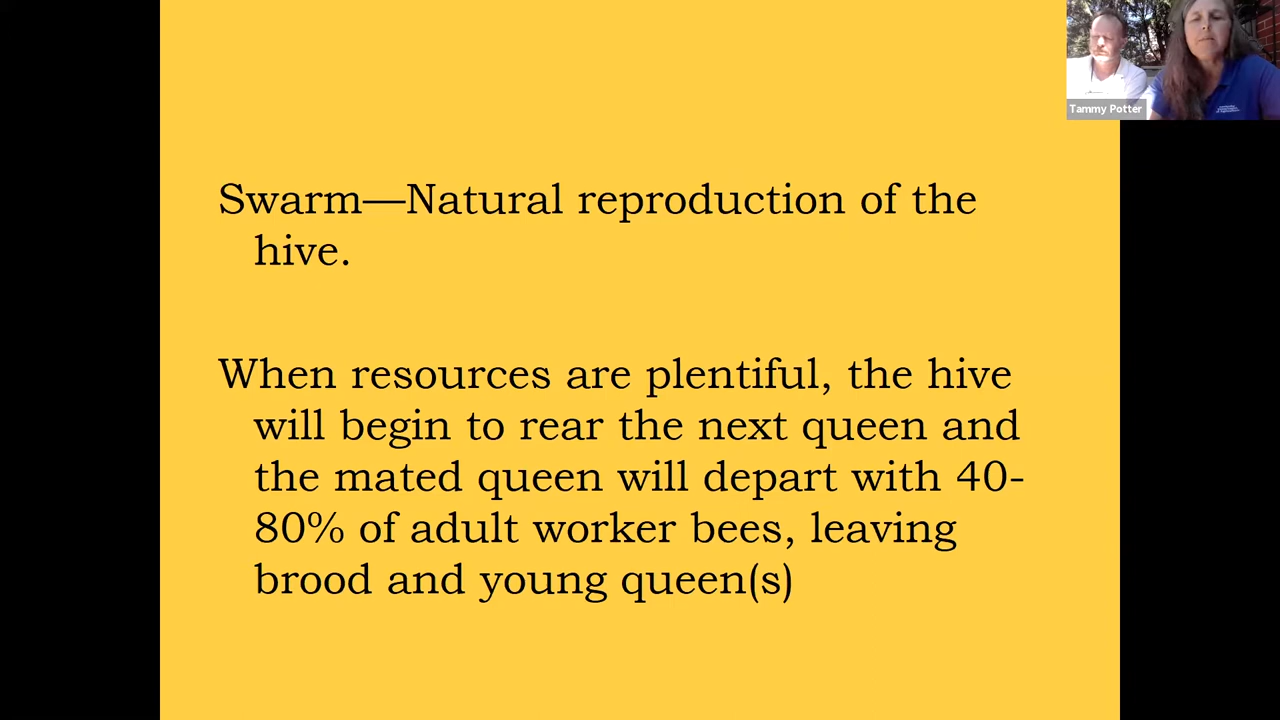 Tammy Potter
Swarm—Natural reproduction of the
hive.
When resources are plentiful, the hive
will begin to rear the next queen and
the mated queen will depart with 40-
80% of adult worker bees, leaving
brood and young queen(s)